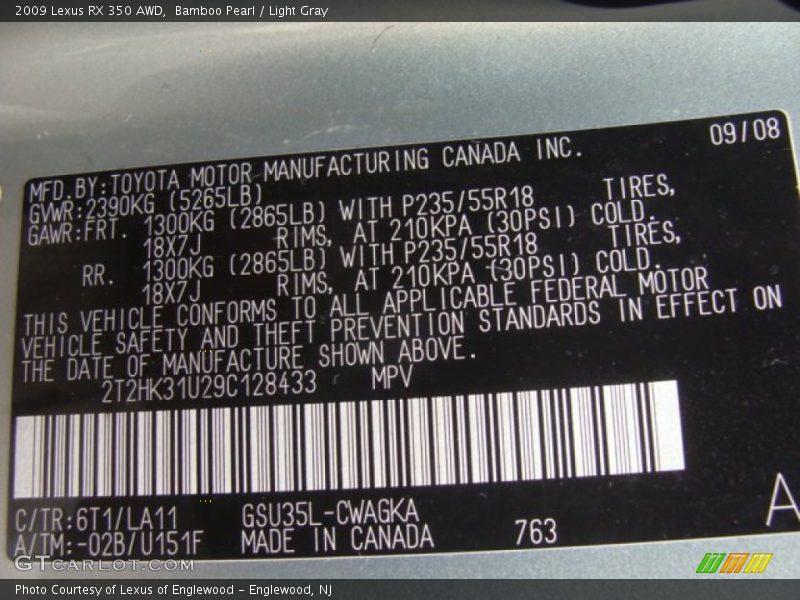 2009 Lexus RX 350 AWD, Bamboo Pearl / Light Gray
09/08
MFD. BY:TOYOTA MOTOR MANUFACTURING CANADA INC.
GVWR:2390KG (5265LB)
GAWR:FRT. 1300KG (2865LB) WITH P235/55R18 TIRES,
18X7J RIMS, AT 210KPA (30PSI) COLD.
RR. 1300KG (2865LB) WITH P235/55R18 TIRES,
18X7J RIMS, AT 210KPA (30PSI) COLD.
THIS VEHICLE CONFORMS TO ALL APPLICABLE FEDERAL MOTOR
VEHICLE SAFETY AND THEFT PREVENTION STANDARDS IN EFFECT ON
THE DATE OF MANUFACTURE SHOWN ABOVE.
2T2HK31U29C128433 MPV
C/TR:6T1/LA11 GSU35L-CWAGKA
A/TM:-02B/U151F MADE IN CANADA 763
A
GTCARLOT.COM
Photo Courtesy of Lexus of Englewood - Englewood, NJ